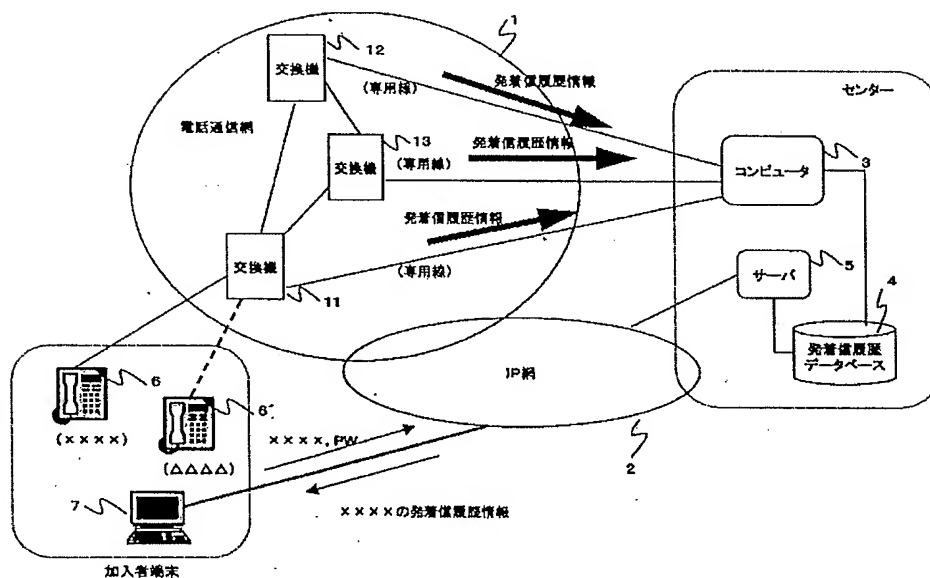 1
12
交換機
(専用線)
発着信履歴情報
センター
電話通信網
13
交換機
(専用線)
発着信履歴情報
コンピュータ
3
発着信履歴情報
交換機
(専用線)
11
サーバ
5
4
発着信履歴
データベース
IP網
6
(××××)
6'
(△△△△)
××××,PW
2
7
××××の発着信履歴情報
加入者端末